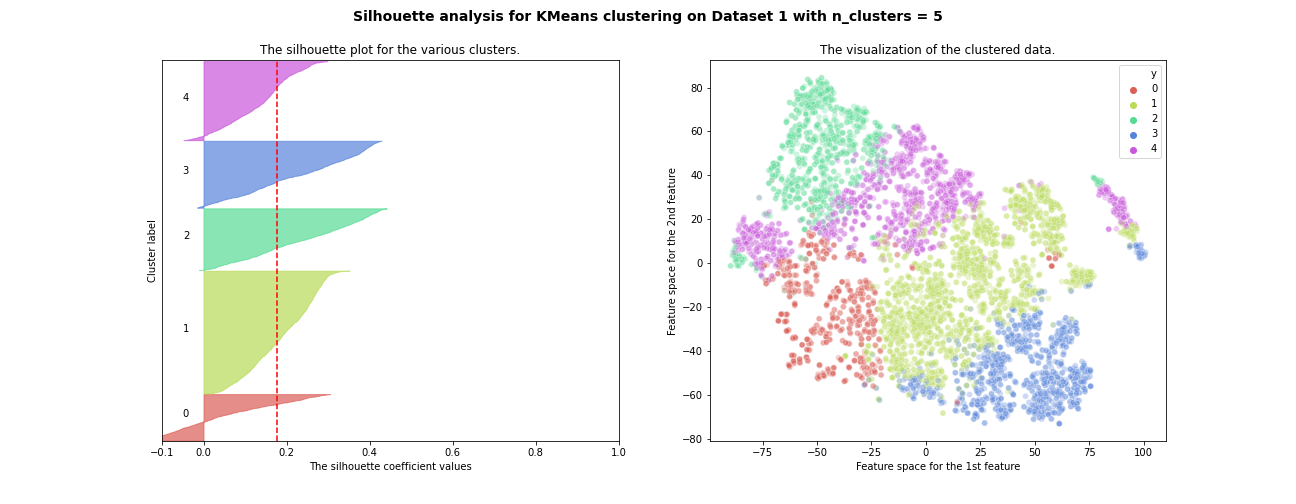 Silhouette analysis for KMeans clustering on Dataset 1 with n_clusters = 5
The silhouette plot for the various clusters.
Cluster label
4
3
2
1
0
−0.1 0.0 0.2 0.4 0.6 0.8 1.0
The silhouette coefficient values
The visualization of the clustered data.
Feature space for the 2nd feature
80
60
40
20
0
−20
−40
−60
−80
y
0
1
2
3
4
−75 −50 −25 0 25 50 75 100
Feature space for the 1st feature